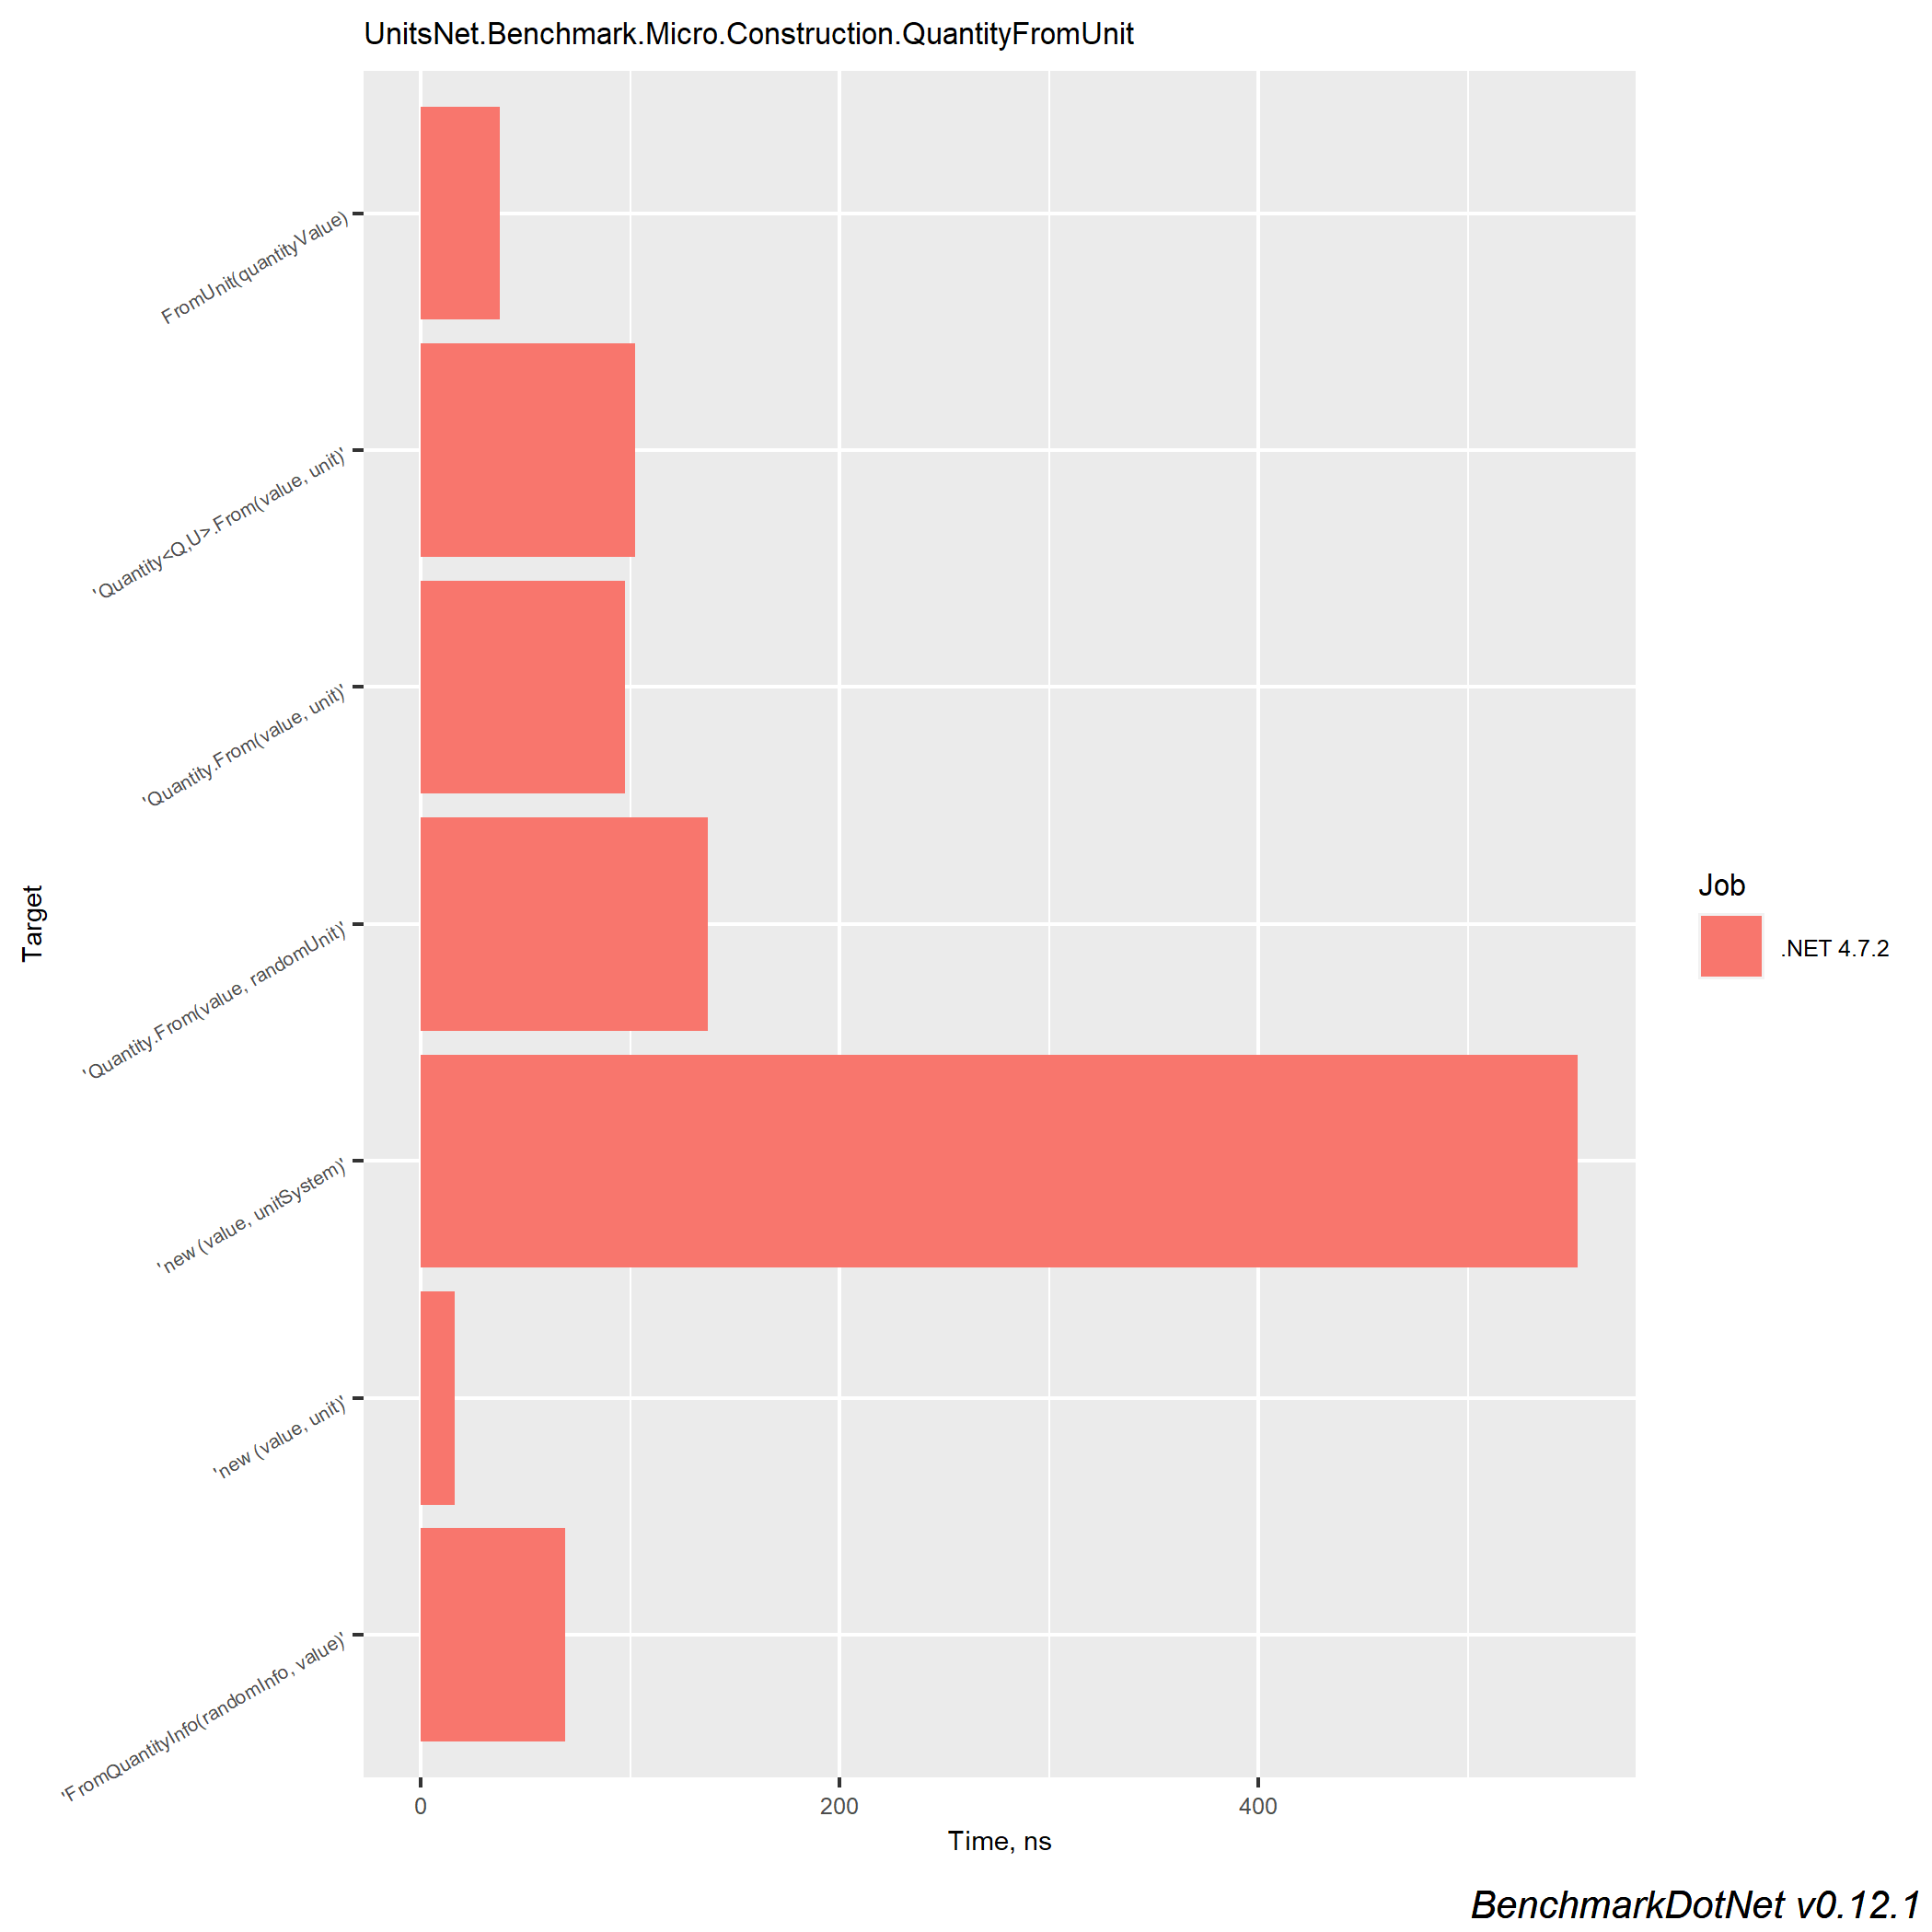 UnitsNet.Benchmark.Micro.Construction.QuantityFromUnit
FromUnit(quantityValue)
'Quantity<Q,U>.From(value, unit)'
'Quantity.From(value, unit)'
'Quantity.From(value, randomUnit)'
'new (value, unitSystem)'
'new (value, unit)'
'FromQuantityInfo(randomInfo, value)'
Target
Job
.NET 4.7.2
0
200
400
Time, ns
BenchmarkDotNet v0.12.1